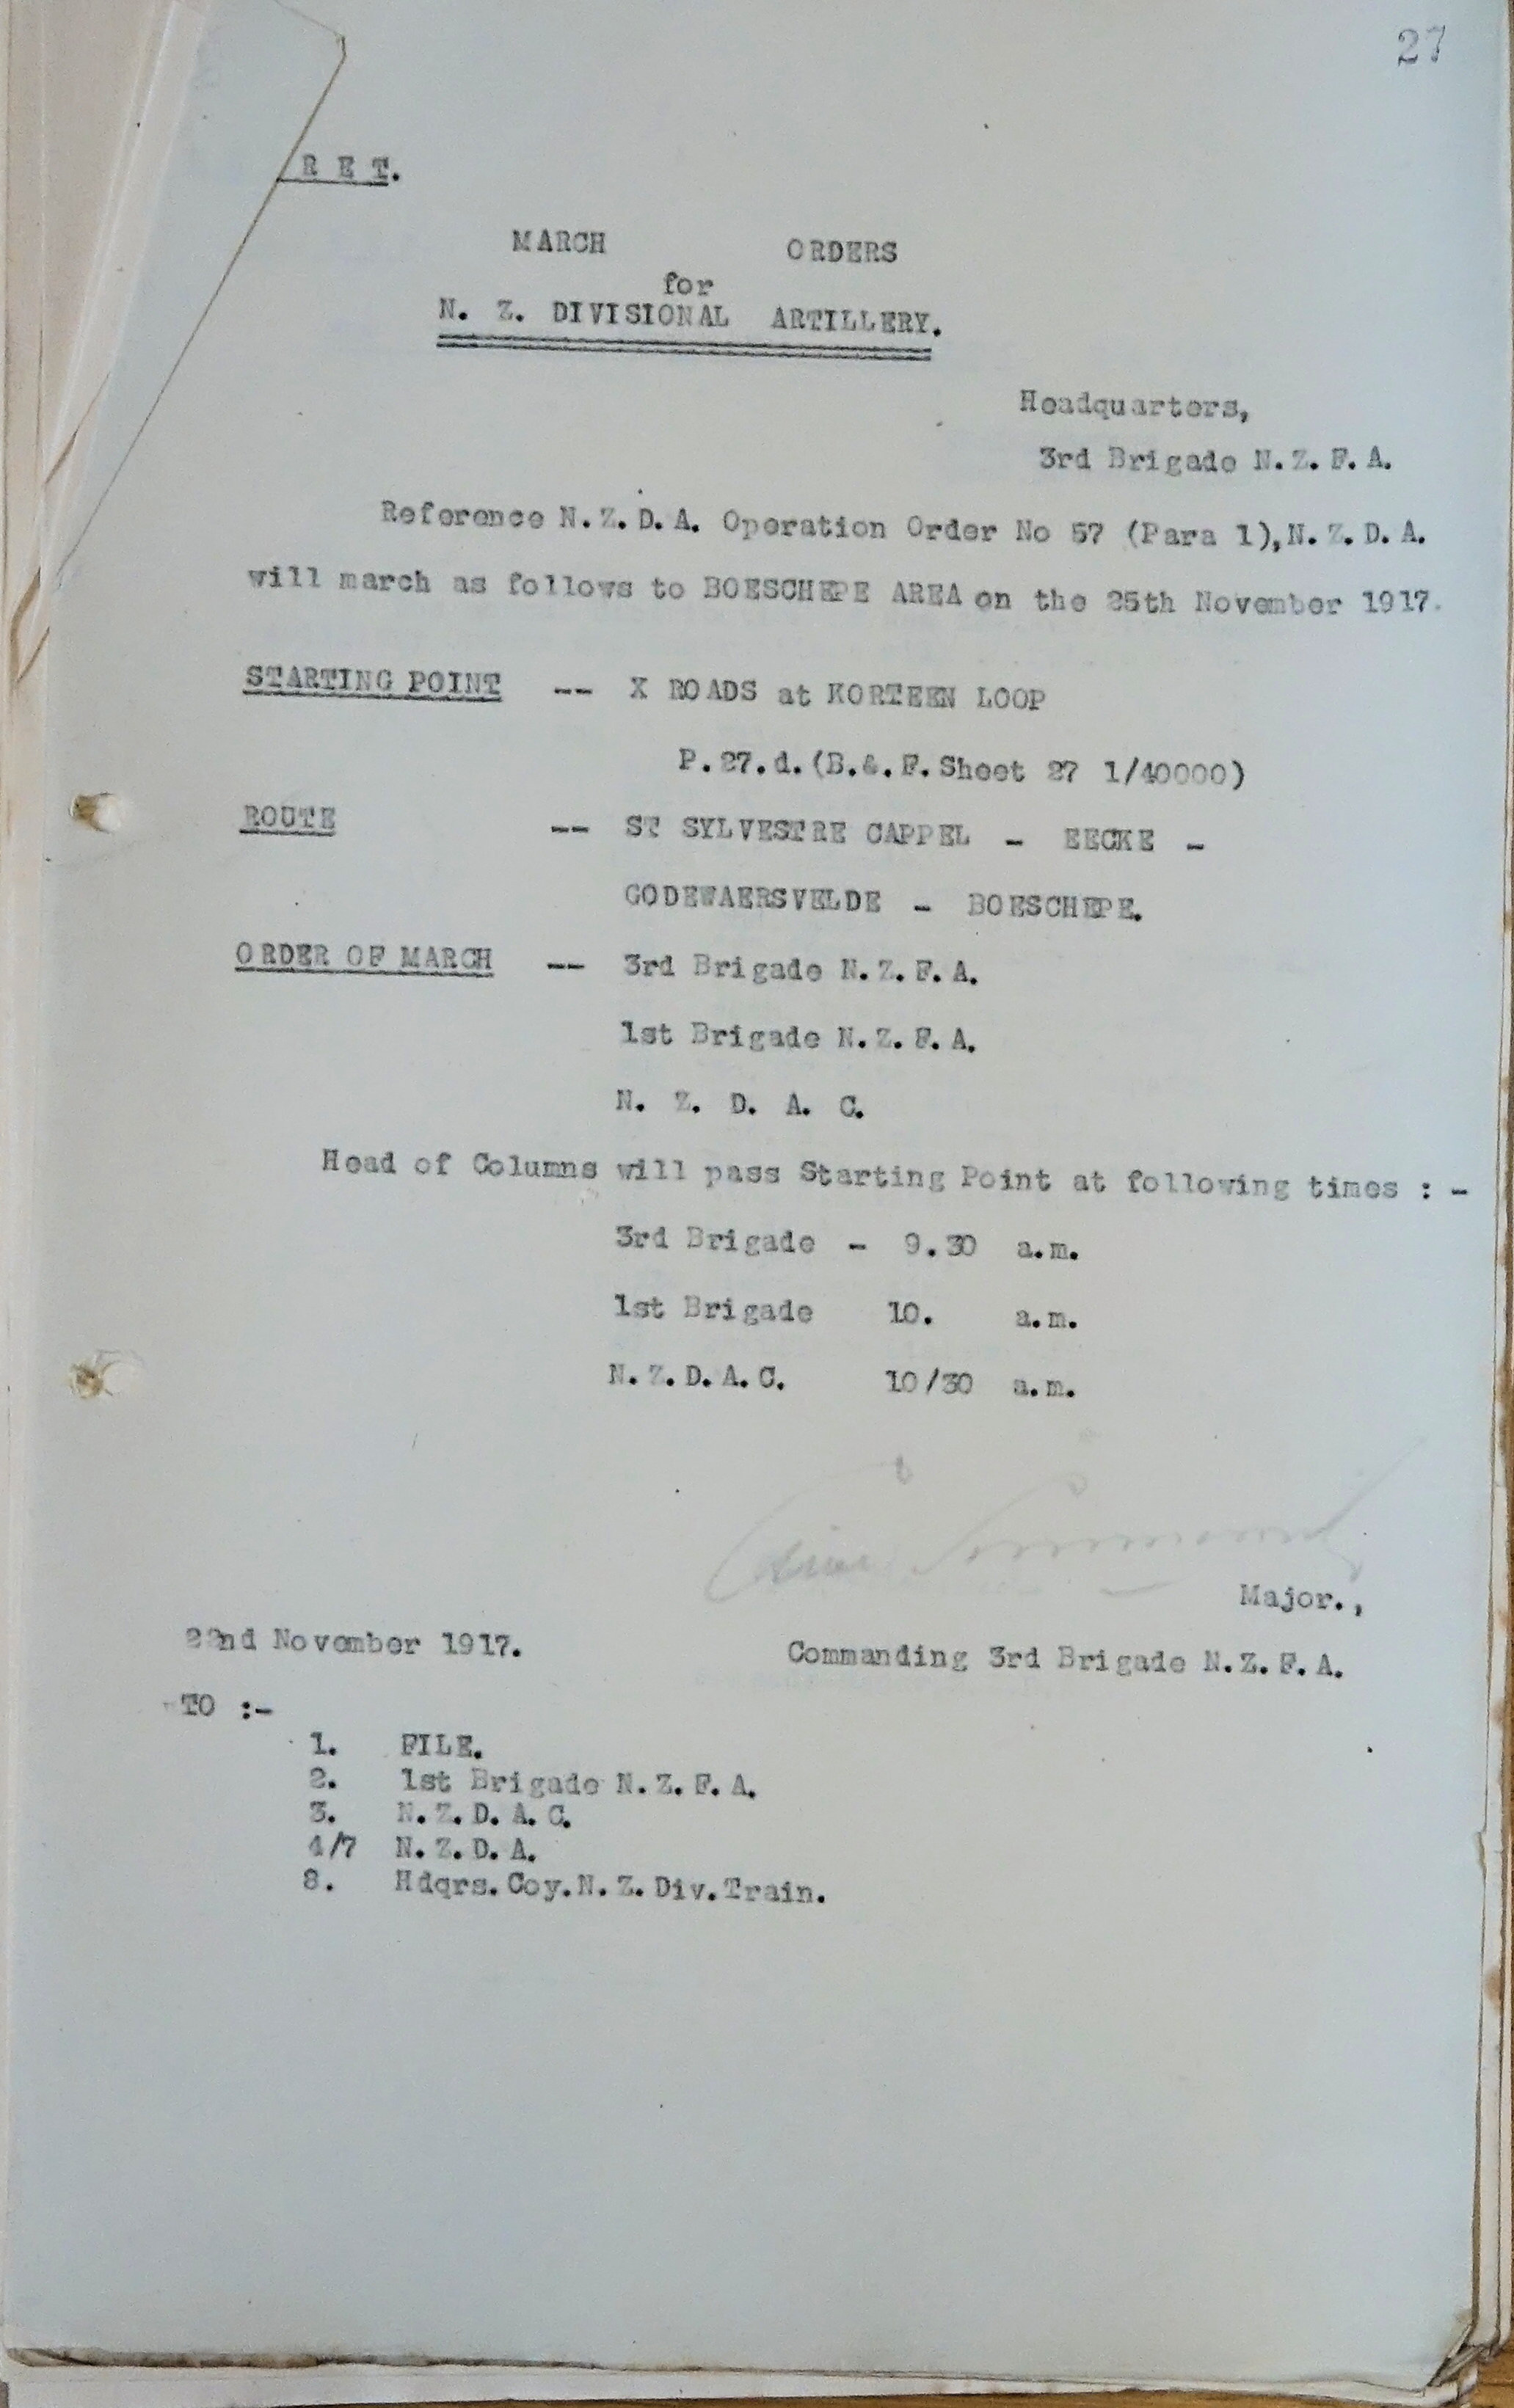 27
R E T.
MARCH ORDERS
for
N. Z. DIVISIONAL ARTILLERY.
Headquarters,
3rd Brigade N.Z.F.A.
Reference N.Z.D.A. Operation Order No 57 (Para 1),N.Z.D.A.
will march as follows to BOESCHEPE AREA on the 25th November 1917.
STARTING POINT -- X ROADS at KORTEEN LOOP
P.27.d.(B.&.F.Sheet 27 1/40000)
ROUTE -- ST SYLVESTRE CAPPEL - EECKE -
GODEWAERSVELDE - BOESCHEPE.
ORDER OF MARCH -- 3rd Brigade N.Z.F.A.
1st Brigade N.Z.F.A.
N. Z. D. A. C.
Head of Columns will pass Starting Point at following times : -
3rd Brigade - 9.30 a.m.
1st Brigade 10. a.m.
N.Z.D.A.C. 10/30 a.m.
Major.,
22nd November 1917.
Commanding 3rd Brigade N.Z.F.A.
TO :-
1. FILE.
2. 1st Brigade N.Z.F.A.
3. N.Z.D.A.C.
4/7 N.Z.D.A.
8. Hdqrs.Coy.N.Z.Div.Train.